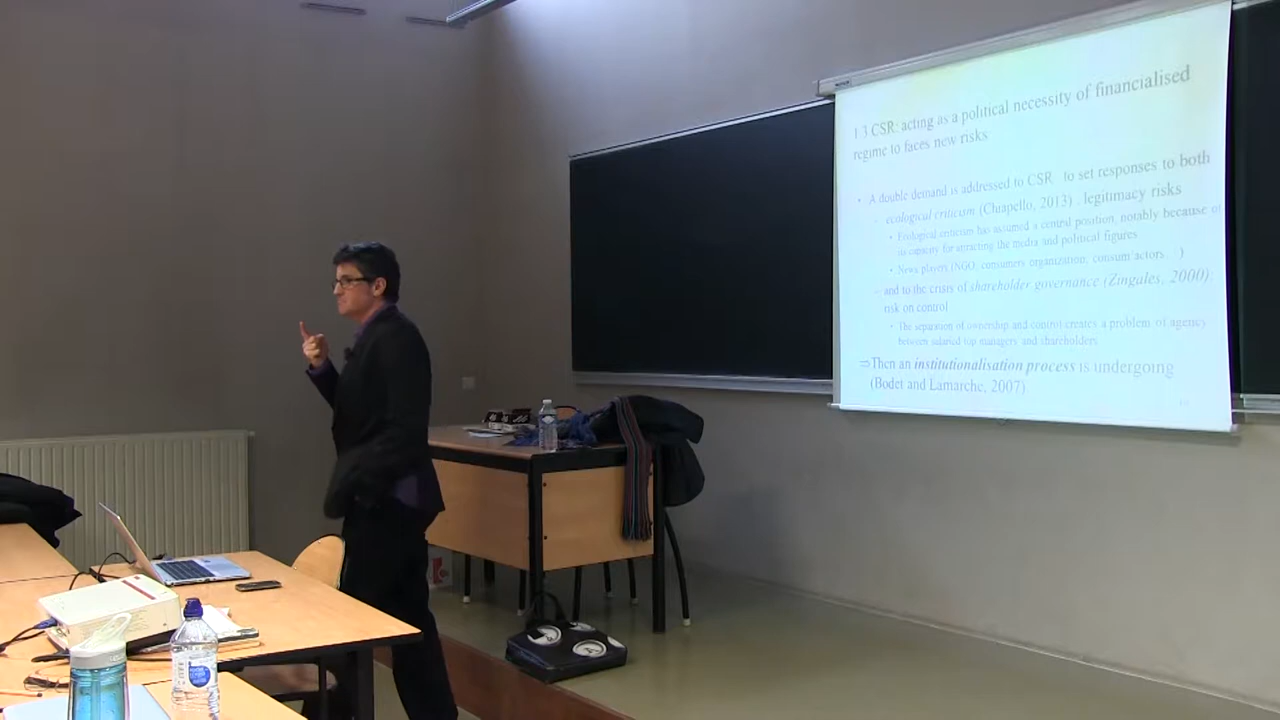 1 3 CSR: acting as a political necessity of financialised
regime to faces new risks
• A double demand is addressed to CSR to set responses to both
– ecological criticism (Chiapello, 2013) . legitimacy risks
• Ecological criticism has assumed a central position, notably because of
its capacity for attracting the media and political figures
• News players (NGO, consumers organization, consum actors )
– and to the crisis of shareholder governance (Zingales, 2000)
risk on control
• The separation of ownership and control creates a problem of agency
between salaried top managers and shareholders
⇒Then an institutionalisation process is undergoing
(Bodet and Lamarche, 2007)